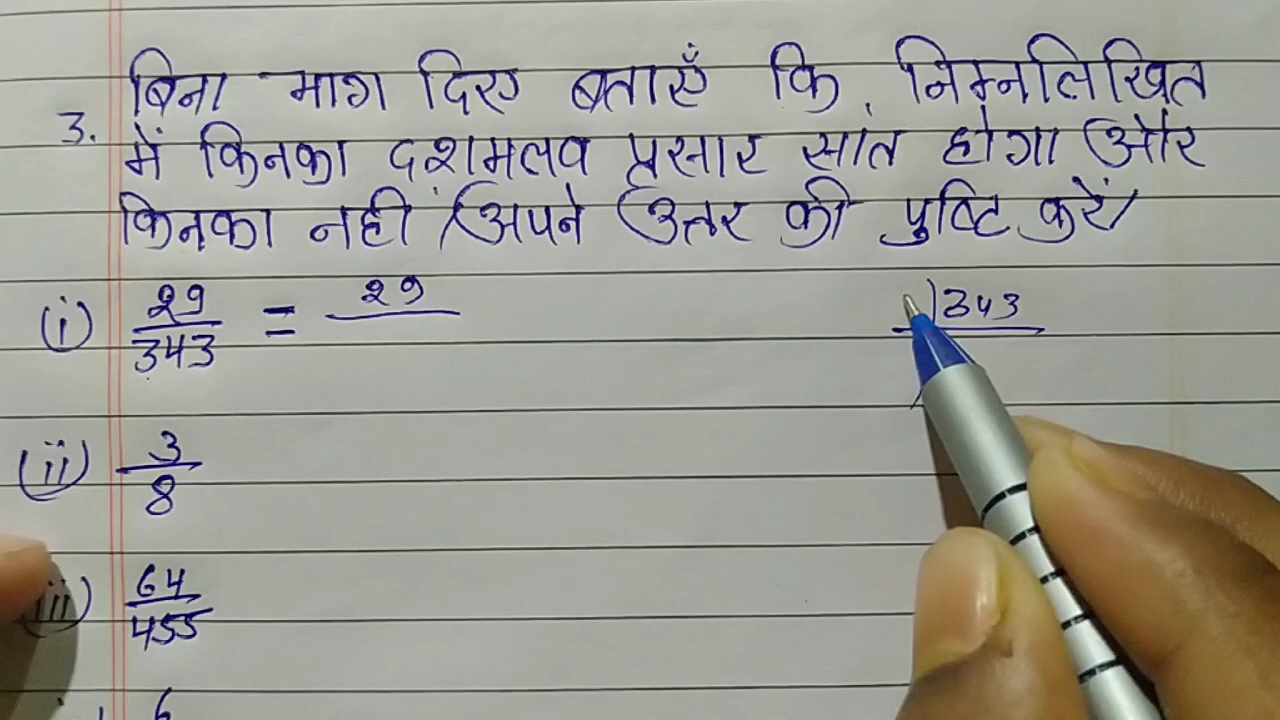 बिना भाग दिए बताएँ कि, निम्नलिखित
3. में किनका दशमलव प्रसार सांत होगा और
किनका नहीं। अपने उत्तर की पुष्टि करें।
(i) 29/343 = 29 )343
(ii) 3/8
(iii) 64/455
6